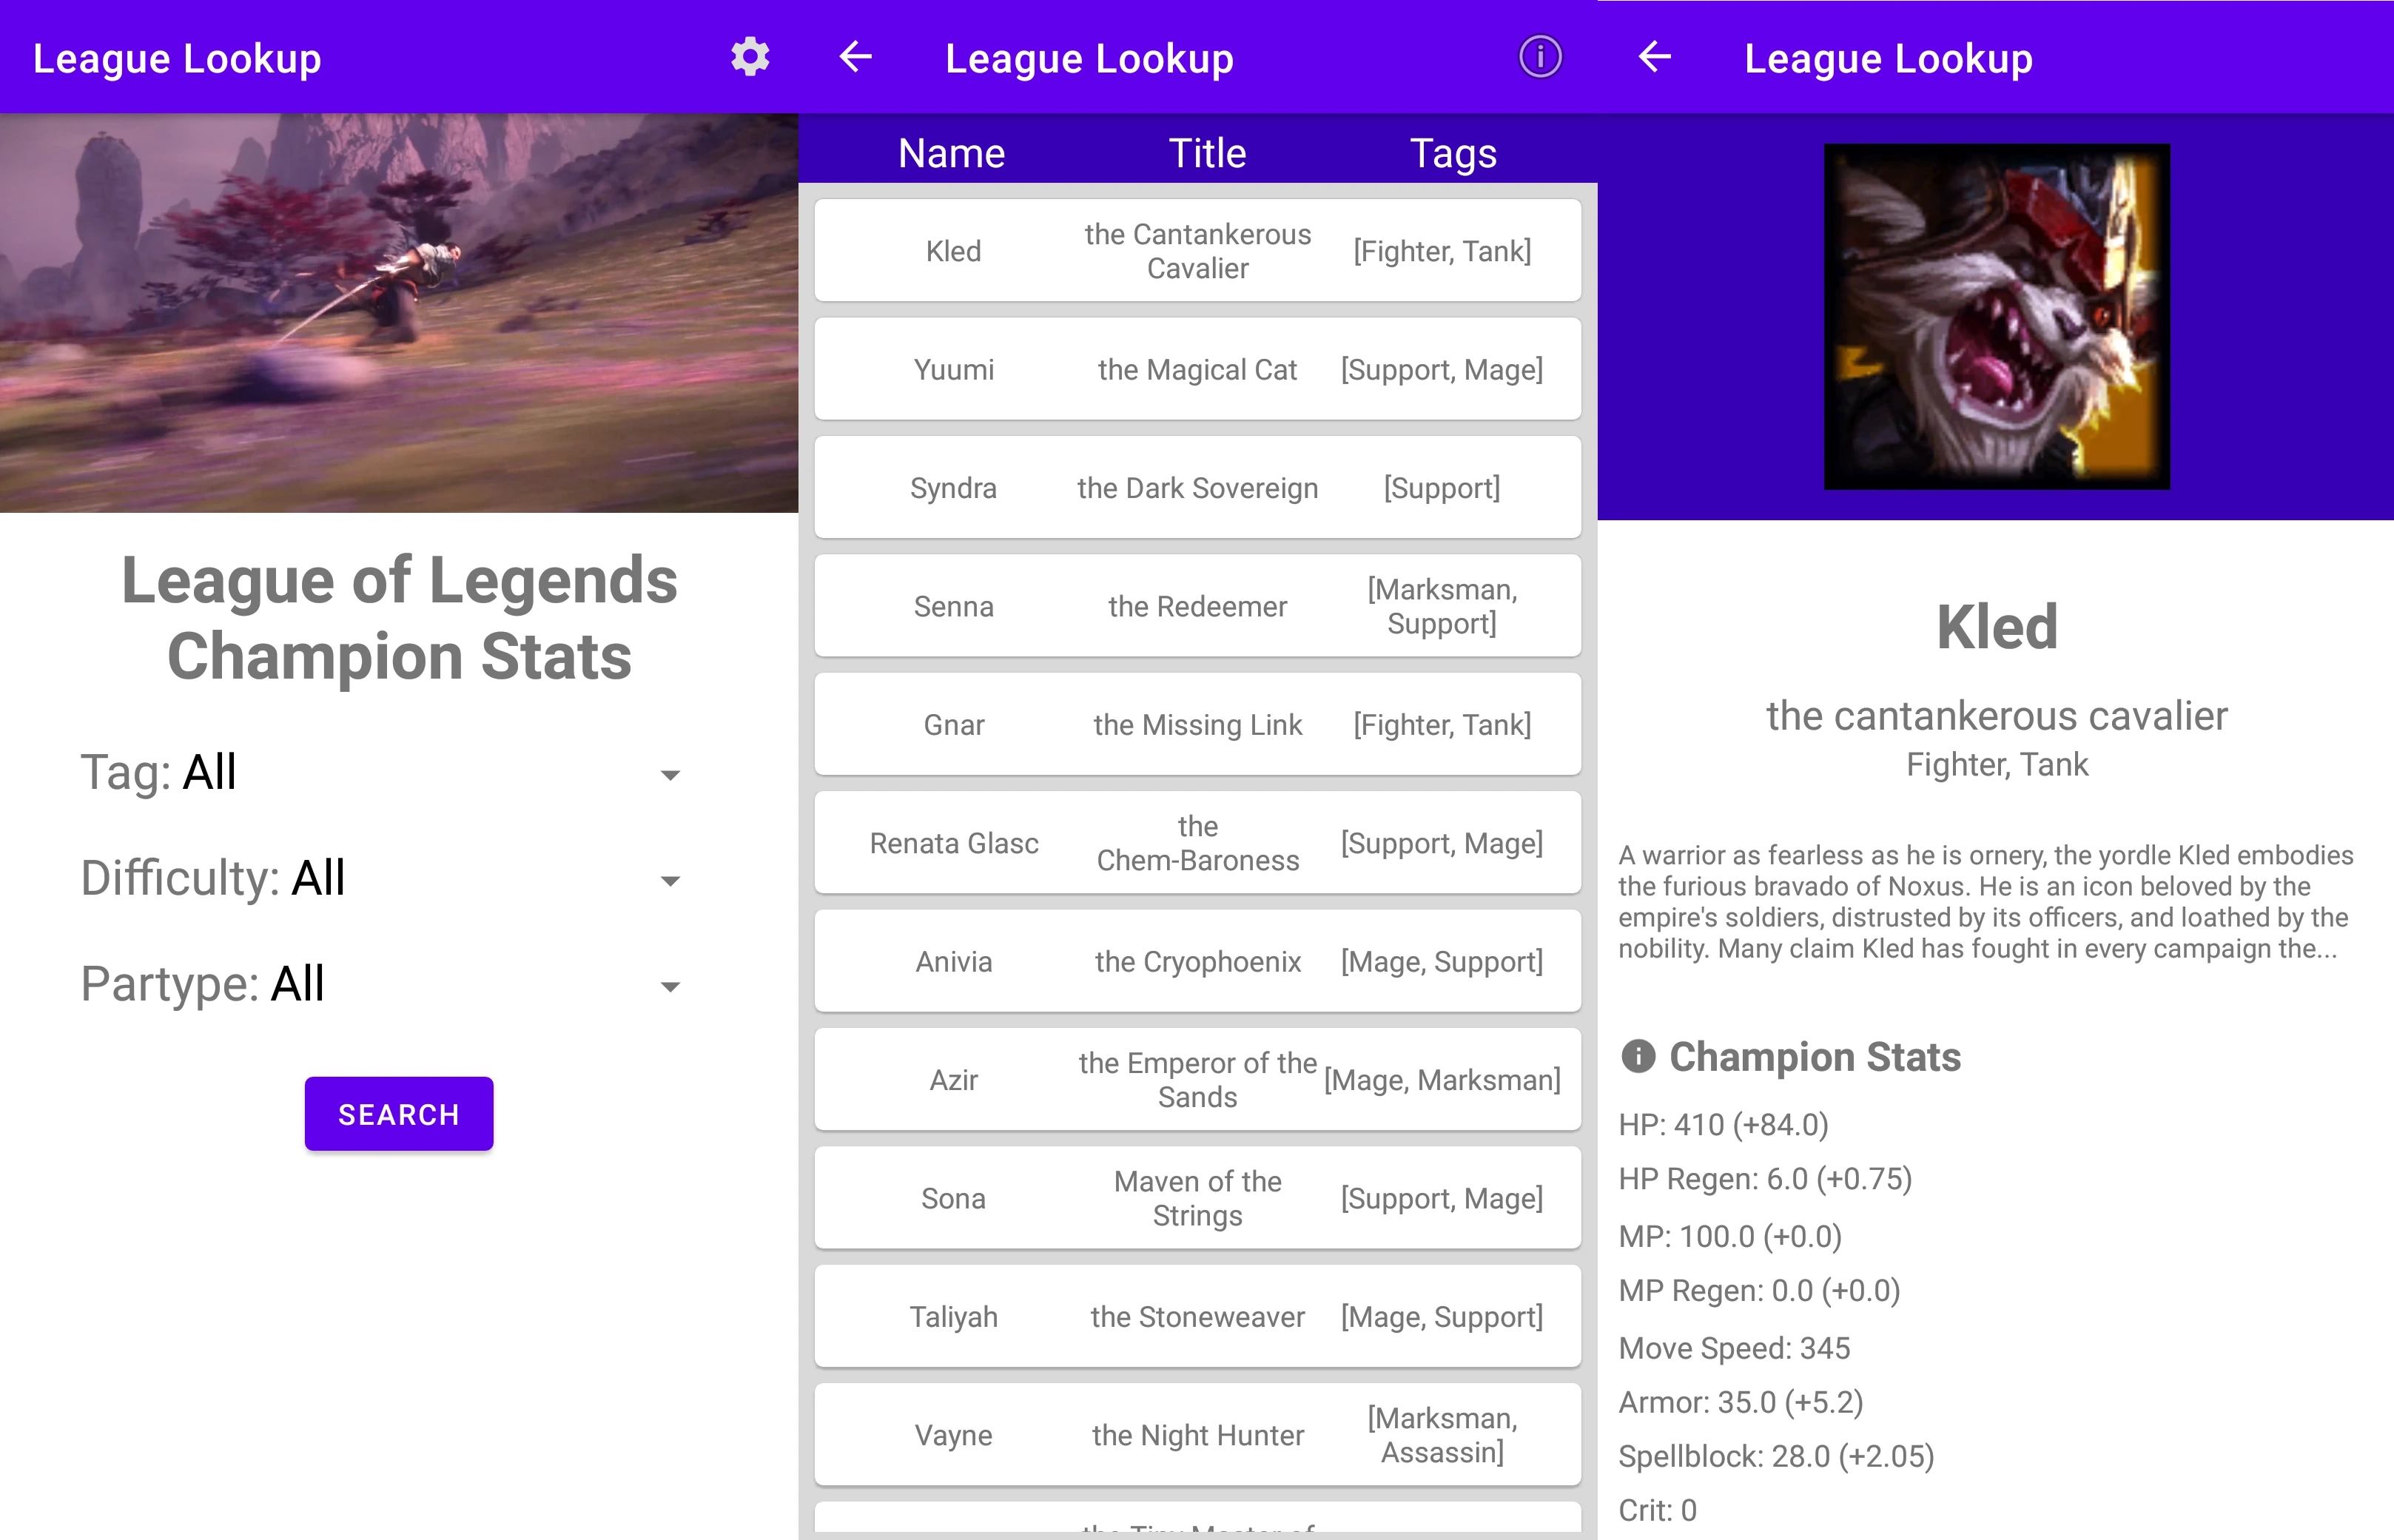 League Lookup
League of Legends
Champion Stats
Tag: All
Difficulty: All
Partype: All
SEARCH
League Lookup
Name Title Tags
Kled
the Cantankerous
Cavalier
[Fighter, Tank]
Yuumi
the Magical Cat
[Support, Mage]
Syndra
the Dark Sovereign
[Support]
Senna
the Redeemer
[Marksman,
Support]
Gnar
the Missing Link
[Fighter, Tank]
Renata Glasc
the
Chem-Baroness
[Support, Mage]
Anivia
the Cryophoenix
[Mage, Support]
Azir
the Emperor of the
Sands
[Mage, Marksman]
Sona
Maven of the
Strings
[Support, Mage]
Taliyah
the Stoneweaver
[Mage, Support]
Vayne
the Night Hunter
[Marksman,
Assassin]
the Tiny Master of
League Lookup
Kled
the cantankerous cavalier
Fighter, Tank
A warrior as fearless as he is ornery, the yordle Kled embodies
the furious bravado of Noxus. He is an icon beloved by the
empire's soldiers, distrusted by its officers, and loathed by the
nobility. Many claim Kled has fought in every campaign the...
Champion Stats
HP: 410 (+84.0)
HP Regen: 6.0 (+0.75)
MP: 100.0 (+0.0)
MP Regen: 0.0 (+0.0)
Move Speed: 345
Armor: 35.0 (+5.2)
Spellblock: 28.0 (+2.05)
Crit: 0